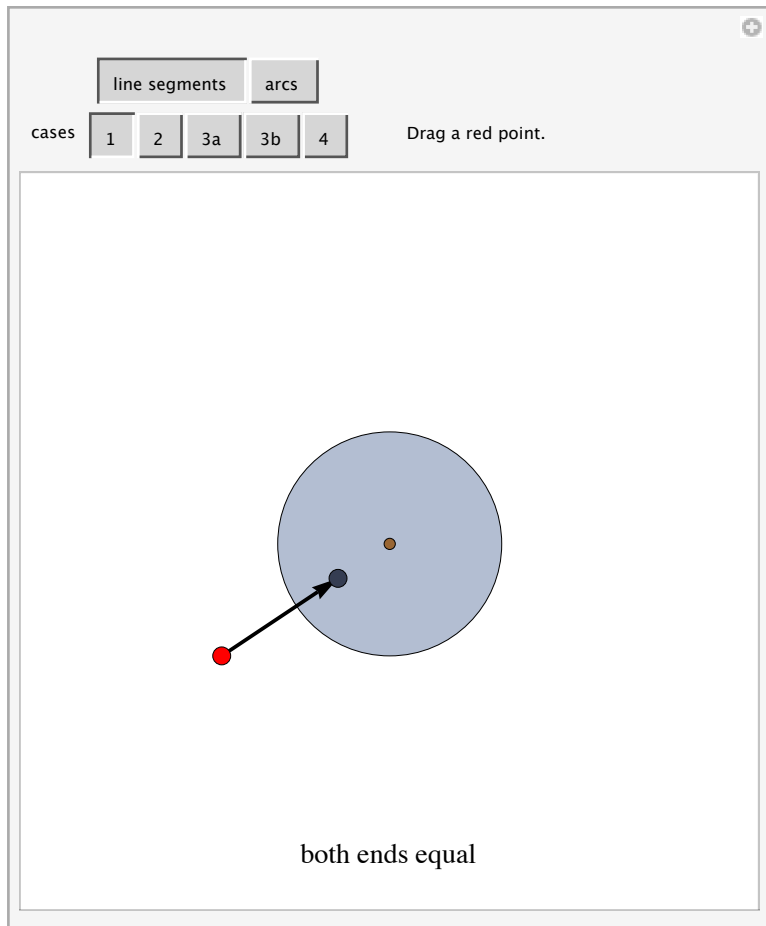 line segments arcs
cases 1 2 3a 3b 4 Drag a red point.
both ends equal